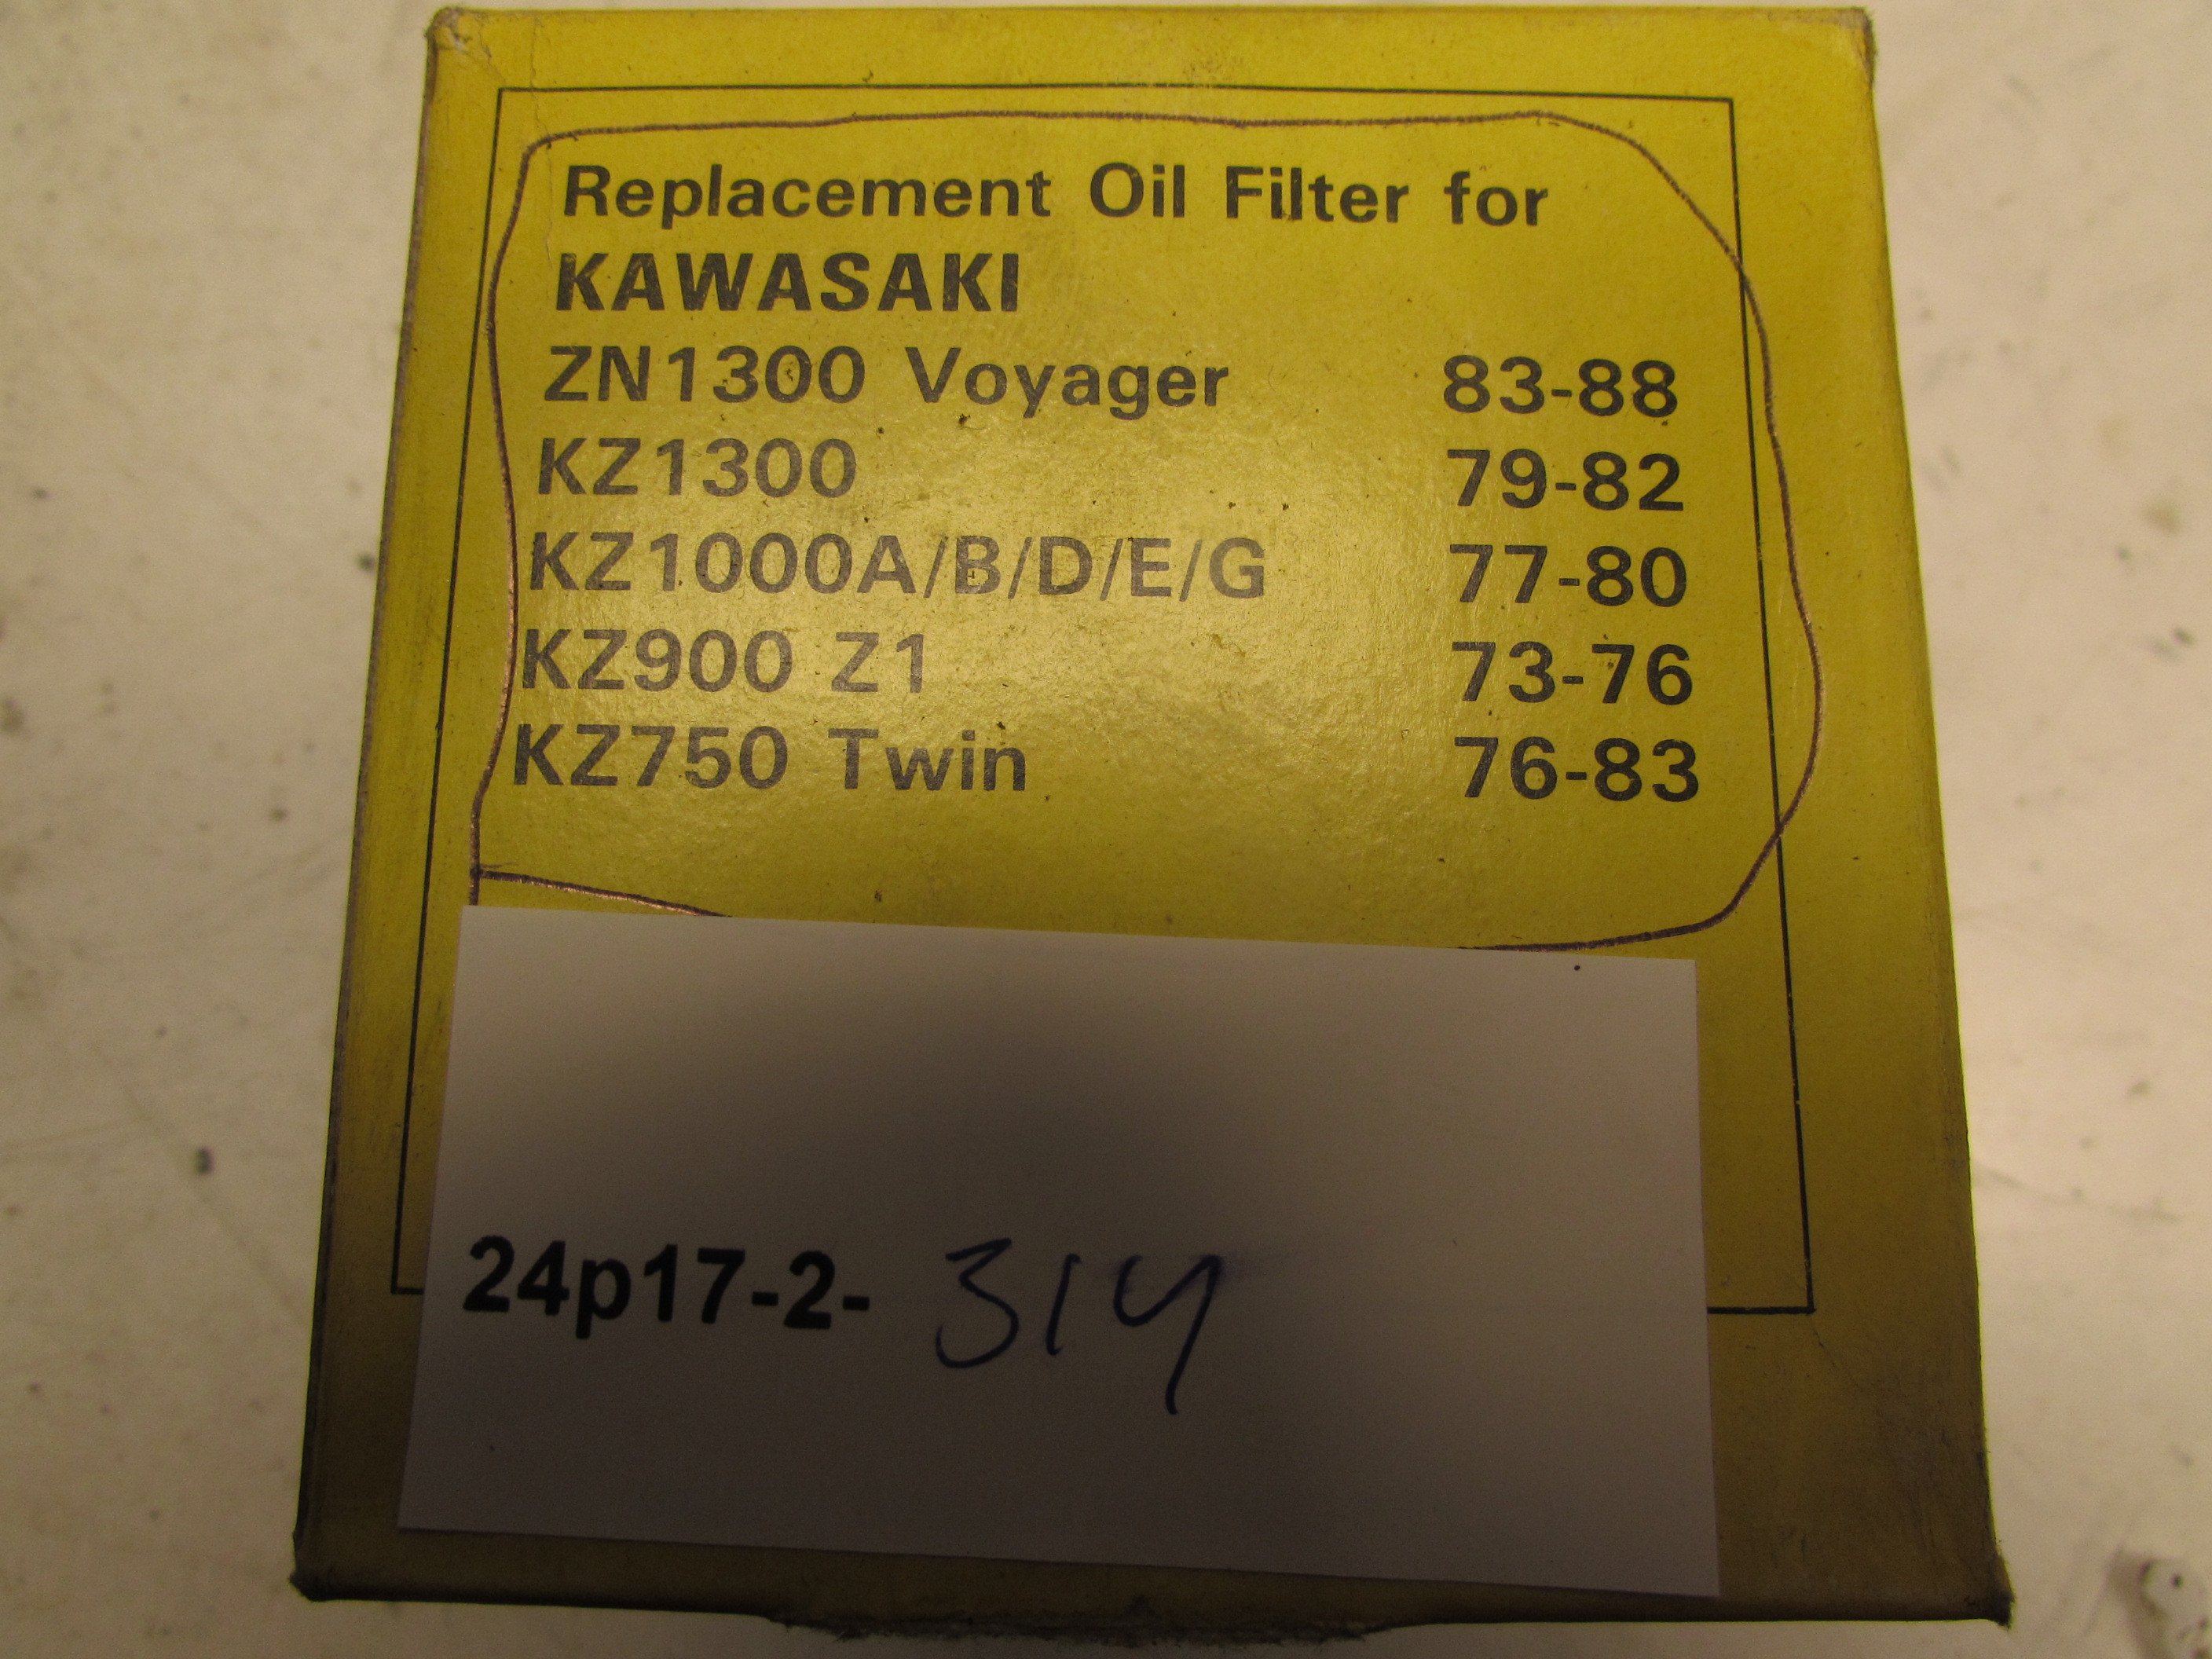 Replacement Oil Filter for
KAWASAKI
ZN1300 Voyager 83-88
KZ1300 79-82
KZ1000A/B/D/E/G 77-80
KZ900 Z1 73-76
KZ750 Twin 76-83
24p17-2- 314